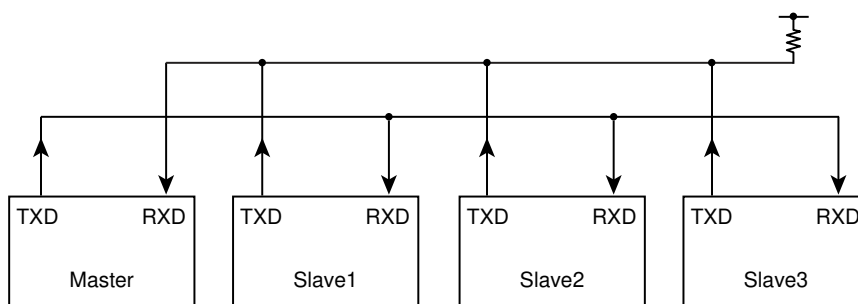 TXD RXD TXD RXD TXD RXD TXD RXD
Master Slave1 Slave2 Slave3